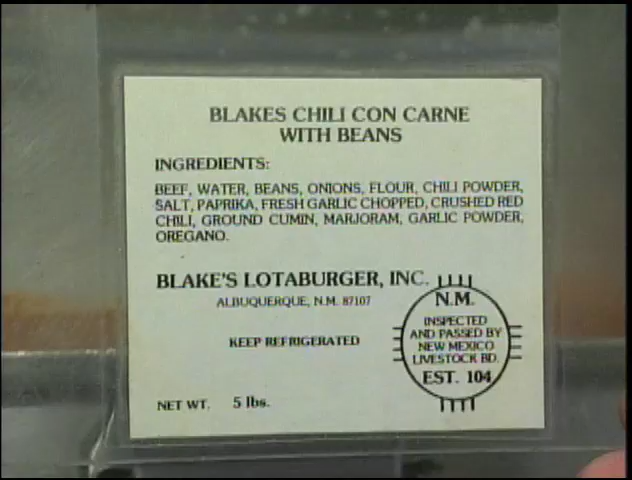 BLAKES CHILI CON CARNE
WITH BEANS
INGREDIENTS:
BEEF, WATER, BEANS, ONIONS, FLOUR, CHILI POWDER,
SALT, PAPRIKA, FRESH GARLIC CHOPPED, CRUSHED RED
CHILI, GROUND CUMIN, MARJORAM, GARLIC POWDER,
OREGANO.
BLAKE'S LOTABURGER, INC.
ALBUQUERQUE, N.M. 87107
KEEP REFRIGERATED
N.M.
INSPECTED
AND PASSED BY
NEW MEXICO
LIVESTOCK BD.
EST. 104
NET WT. 5 lbs.